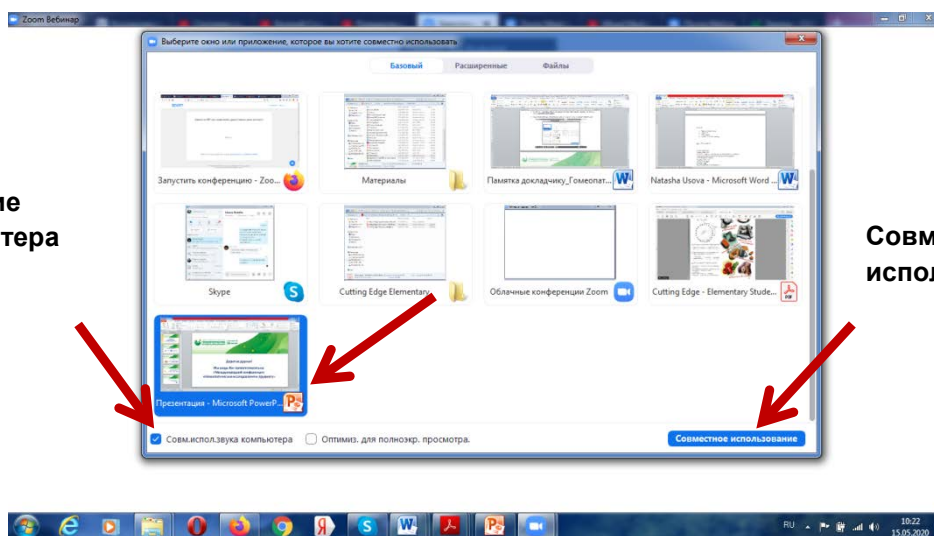 Zoom Вебинар
Выберите окно или приложение, которое вы хотите совместно использовать
Базовый Расширенные Файлы
Запустить конференцию - Zoo...
Материалы
Памятка докладчику_Гомеопат...
Natasha Usova - Microsoft Word ...
ие
тера
Совм
испол
Skype
Cutting Edge Elementary
Облачные конференции Zoom
Cutting Edge - Elementary Stude...
Презентация - Microsoft PowerP...
Совм.испол.звука компьютера
Оптимиз. для полноэкр. просмотра.
Совместное использование
RU
10:22
15.05.2020